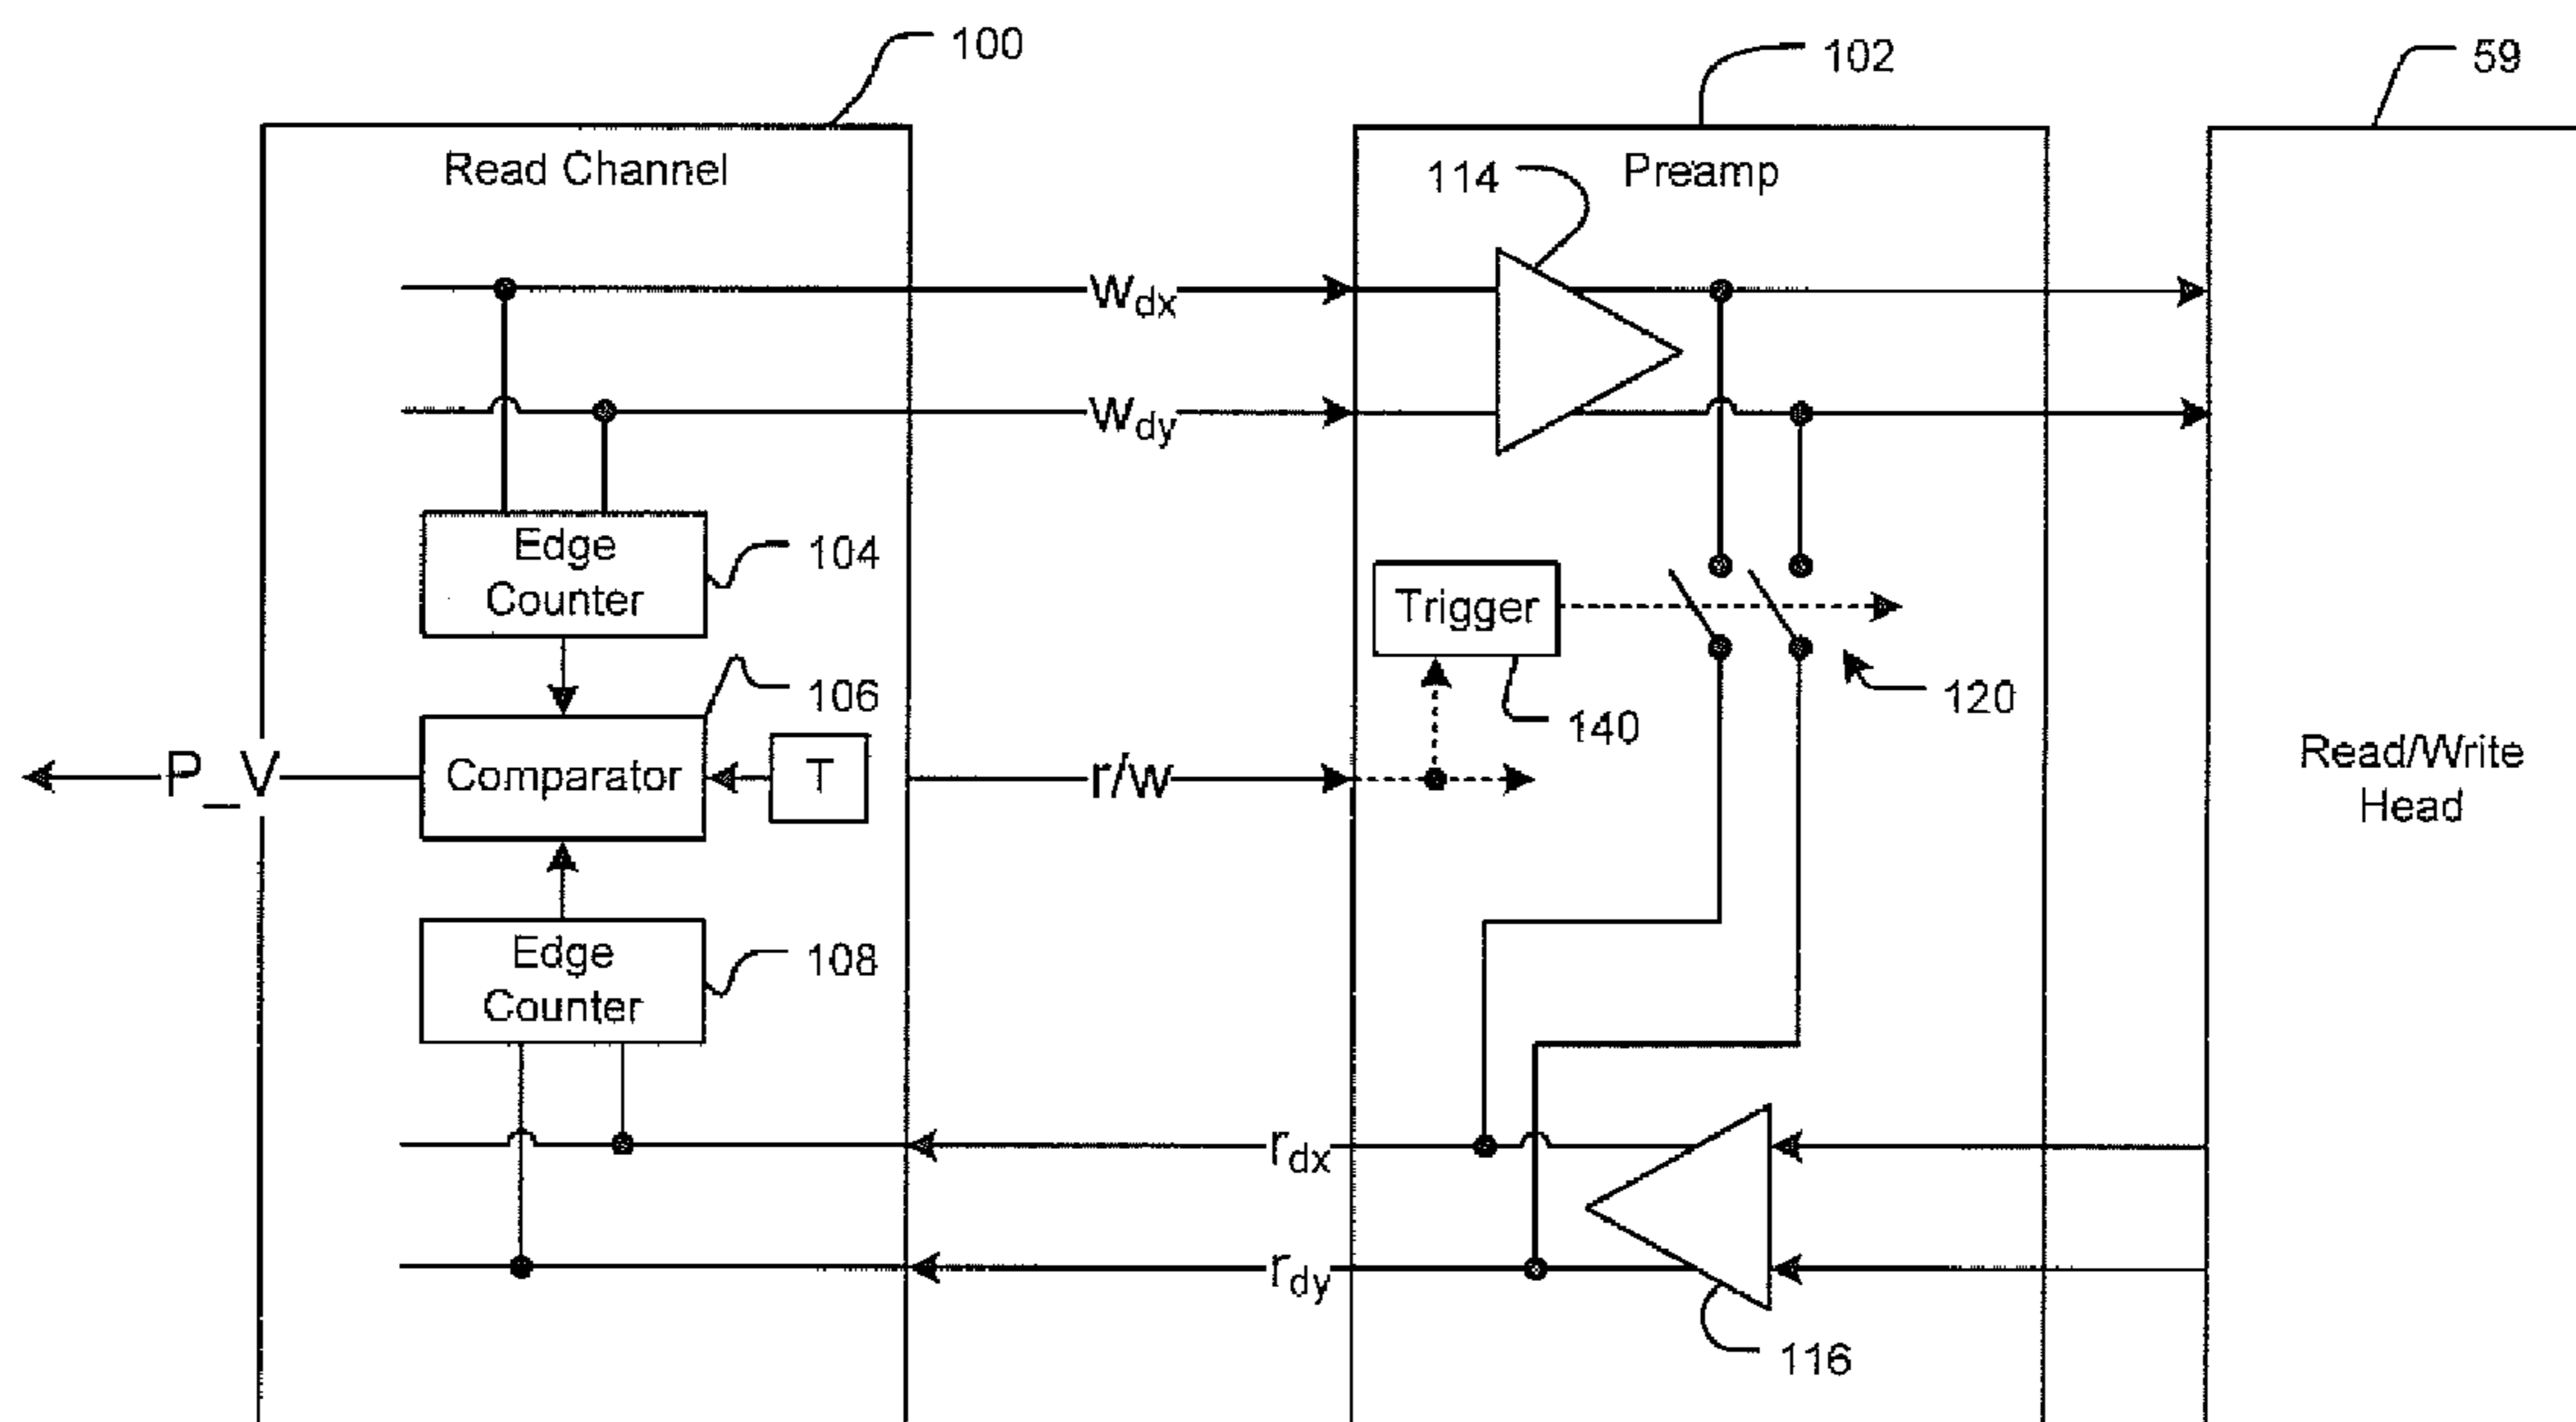 100
102
59
Read Channel
Preamp
114
Wdx
Wdy
Edge
Counter
104
Trigger
106
120
140
P_V
Comparator
T
r/w
Read/Write
Head
Edge
Counter
108
rdx
rdy
116